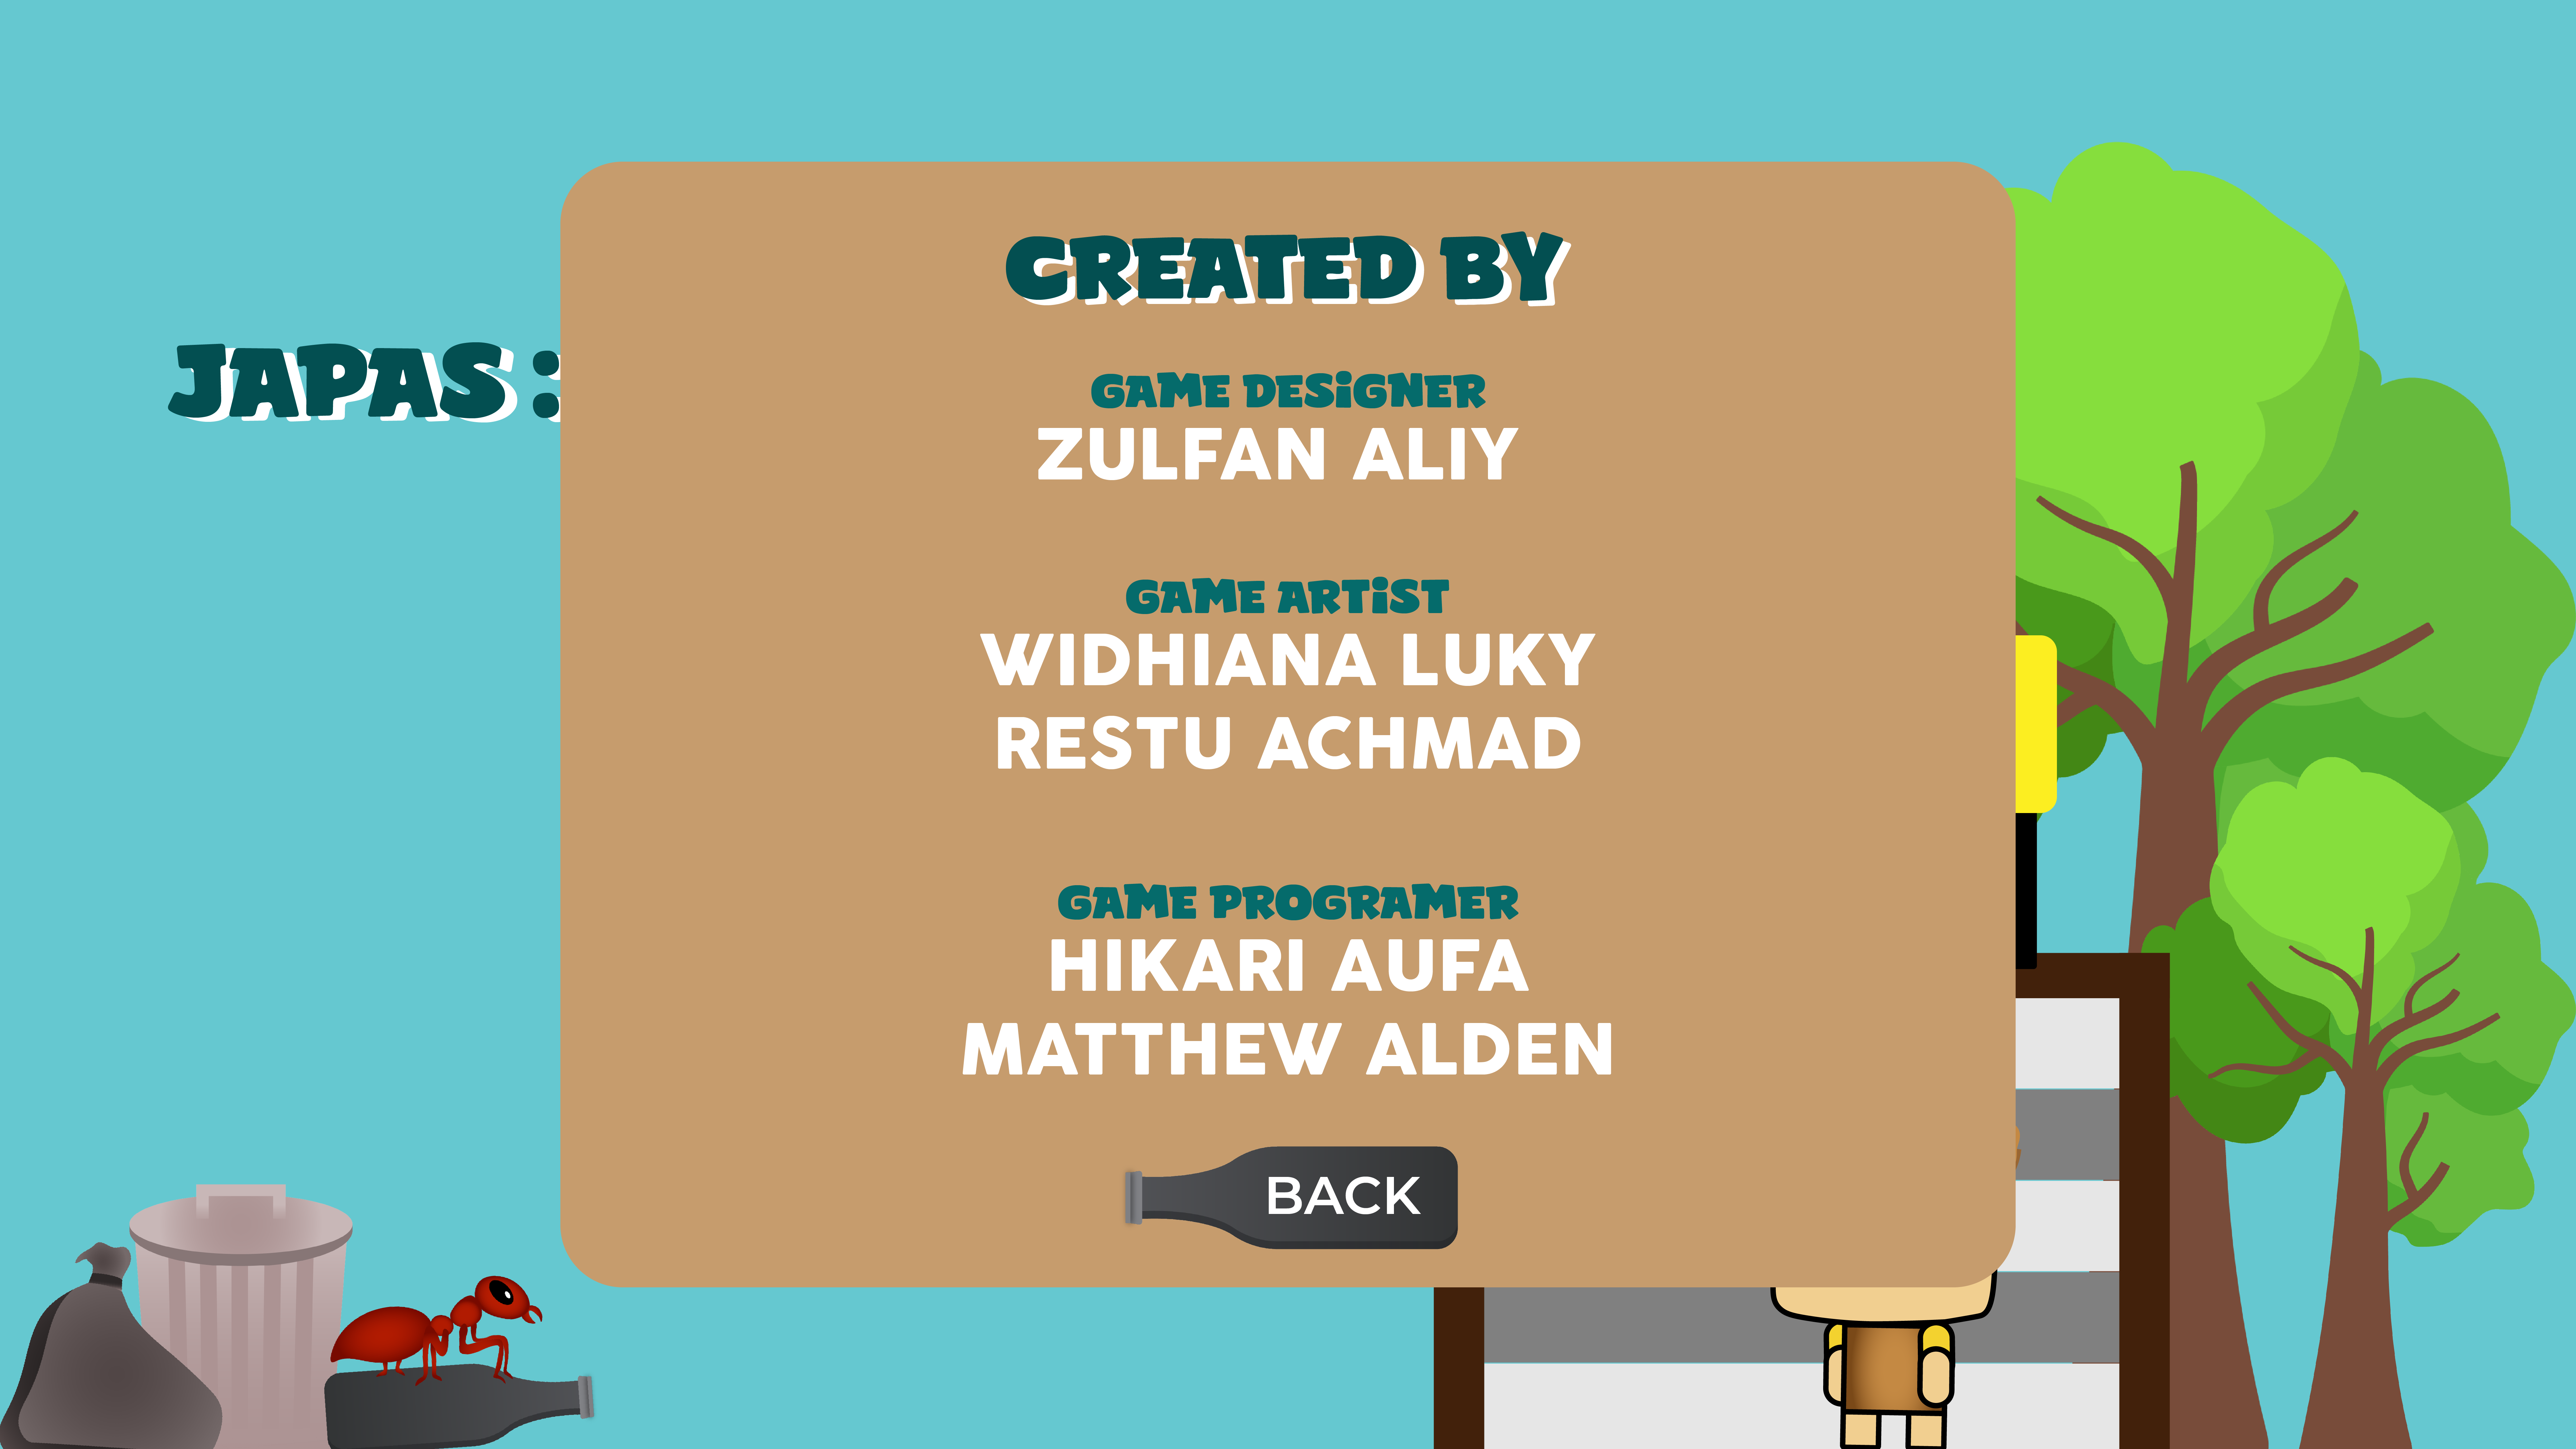 CREATED BY
JAPAS :
GAME DESIGNER
ZULFAN ALIY
GAME ARTIST
WIDHIANA LUKY
RESTU ACHMAD
GAME PROGRAMER
HIKARI AUFA
MATTHEW ALDEN
BACK